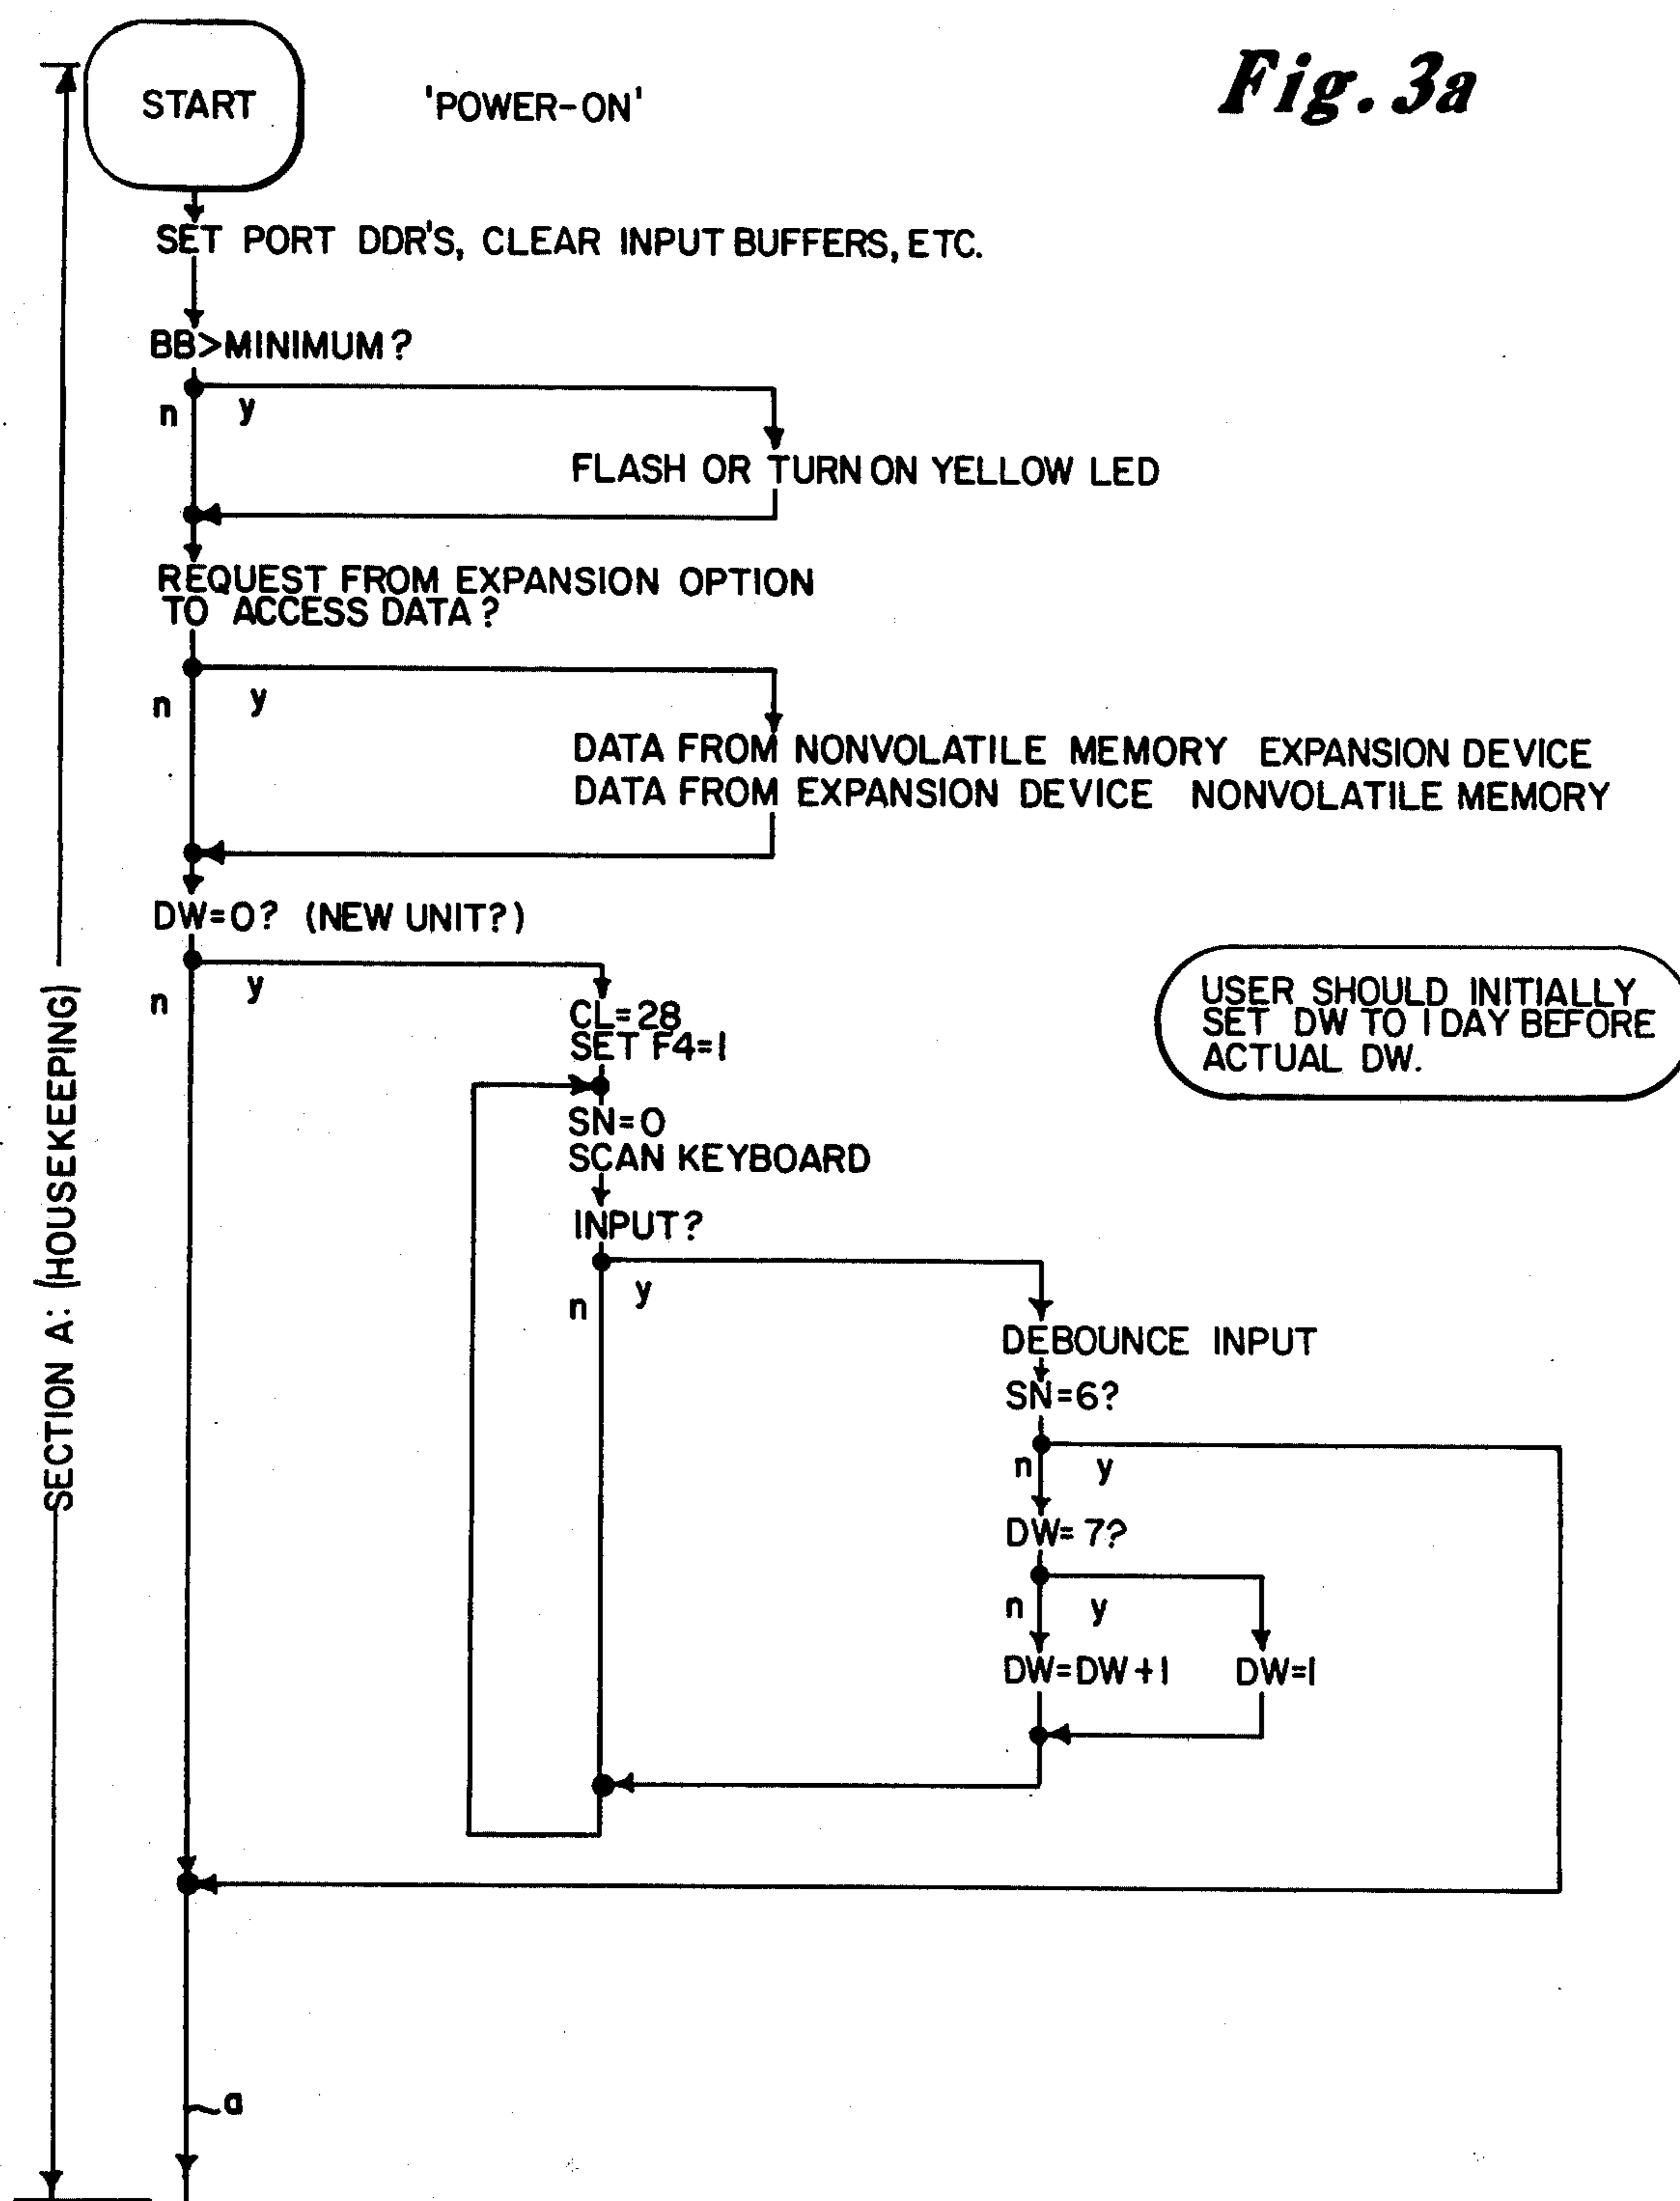 Fig. 3a
START
'POWER-ON'
SET PORT DDR'S, CLEAR INPUT BUFFERS, ETC.
BB>MINIMUM?
n
y
FLASH OR TURN ON YELLOW LED
REQUEST FROM EXPANSION OPTION
TO ACCESS DATA?
n
y
DATA FROM NONVOLATILE MEMORY EXPANSION DEVICE
DATA FROM EXPANSION DEVICE NONVOLATILE MEMORY
DW=0? (NEW UNIT?)
n
y
CL=28
SET F4=1
USER SHOULD INITIALLY
SET DW TO 1 DAY BEFORE
ACTUAL DW.
SN=0
SCAN KEYBOARD
INPUT?
n
y
DEBOUNCE INPUT
SN=6?
n
y
DW=7?
n
y
DW=DW+1
DW=1
SECTION A: (HOUSEKEEPING)
a